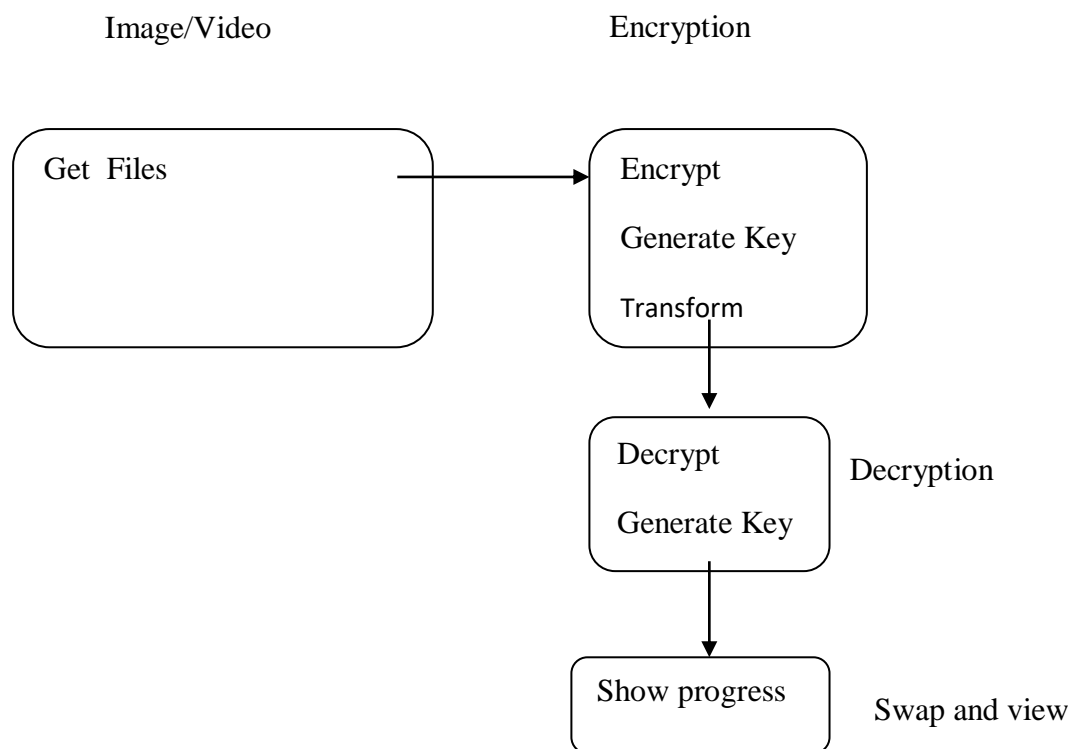 Image/Video
Encryption
Get Files
Encrypt
Generate Key
Transform
Decrypt
Generate Key
Decryption
Show progress
Swap and view